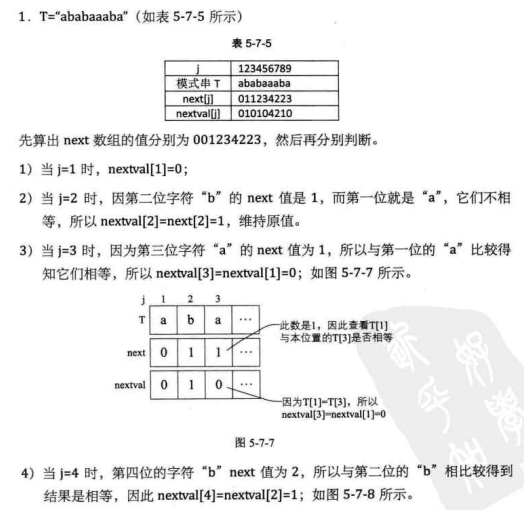 1．T=“ababaaaba”（如表 5-7-5 所示）
表 5-7-5
j 123456789
模式串 T ababaaaba
next[j] 011234223
nextval[j] 010104210
先算出 next 数组的值分别为 001234223，然后再分别判断。
1）当 j=1 时，nextval[1]=0；
2）当 j=2 时，因第二位字符“b”的 next 值是 1，而第一位就是“a”，它们不相
等，所以 nextval[2]=next[2]=1，维持原值。
3）当 j=3 时，因为第三位字符“a”的 next 值为 1，所以与第一位的“a”比较得
知它们相等，所以 nextval[3]=nextval[1]=0；如图 5-7-7 所示。
j 1 2 3
T a b a …
next 0 1 1 …
nextval 0 1 0 …
此数是1，因此查看T[1]
与本位置的T[3]是否相等
因为T[1]=T[3]，所以
nextval[3]=nextval[1]=0
图 5-7-7
4）当 j=4 时，第四位的字符“b”next 值为 2，所以与第二位的“b”相比较得到
结果是相等，因此 nextval[4]=nextval[2]=1；如图 5-7-8 所示。